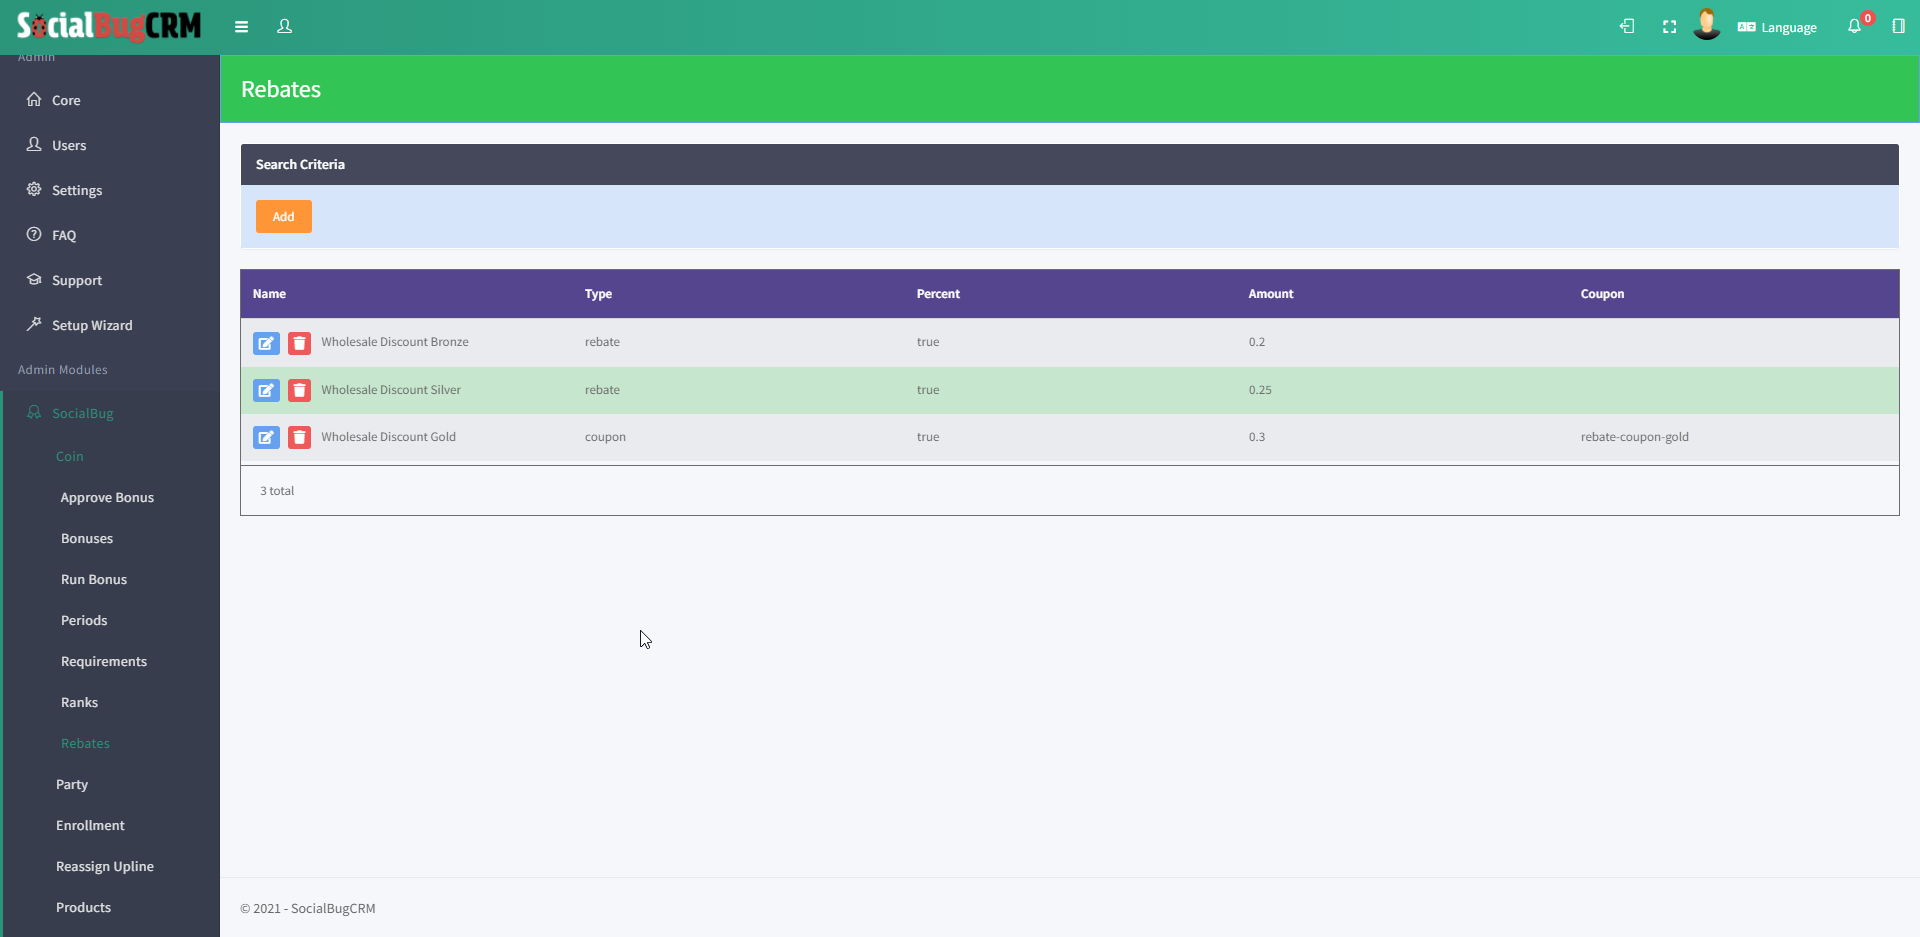 SocialBugCRM
Language
0
Admin
Core
Users
Settings
FAQ
Support
Setup Wizard
Admin Modules
SocialBug
Coin
Approve Bonus
Bonuses
Run Bonus
Periods
Requirements
Ranks
Rebates
Party
Enrollment
Reassign Upline
Products
Rebates
Search Criteria
Add
Name Type Percent Amount Coupon
Wholesale Discount Bronze rebate true 0.2
Wholesale Discount Silver rebate true 0.25
Wholesale Discount Gold coupon true 0.3 rebate-coupon-gold
3 total
© 2021 - SocialBugCRM